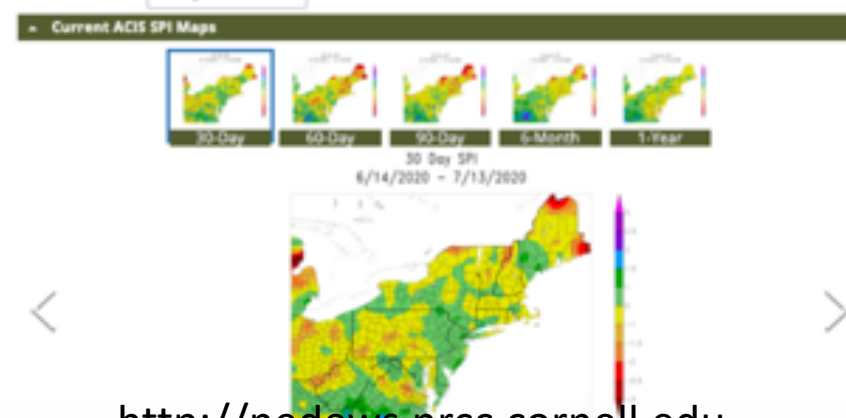 Current ACIS SPI Maps
30-Day 60-Day 90-Day 6-Month 1-Year
30 Day SPI
6/14/2020 - 7/13/2020